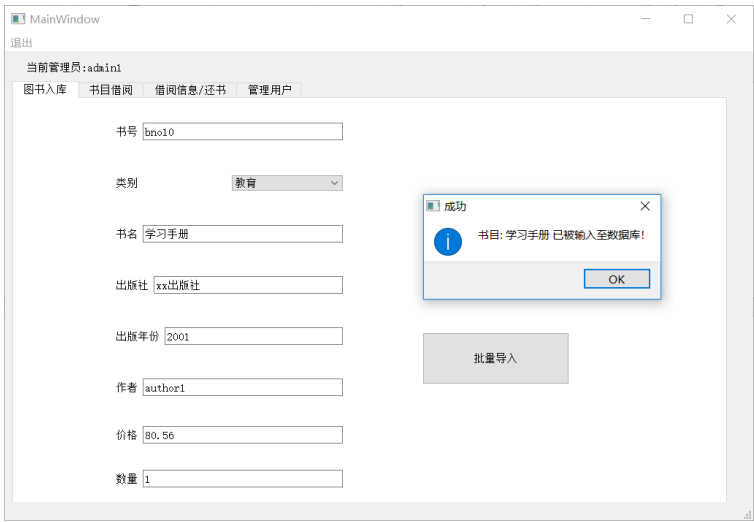 MainWindow
退出
当前管理员:admin1
图书入库 书目借阅 借阅信息/还书 管理用户
书号 bno10
类别 教育
书名 学习手册
出版社 xx出版社
出版年份 2001
作者 author1
价格 80.56
数量 1
成功
书目: 学习手册 已被输入至数据库!
OK
批量导入